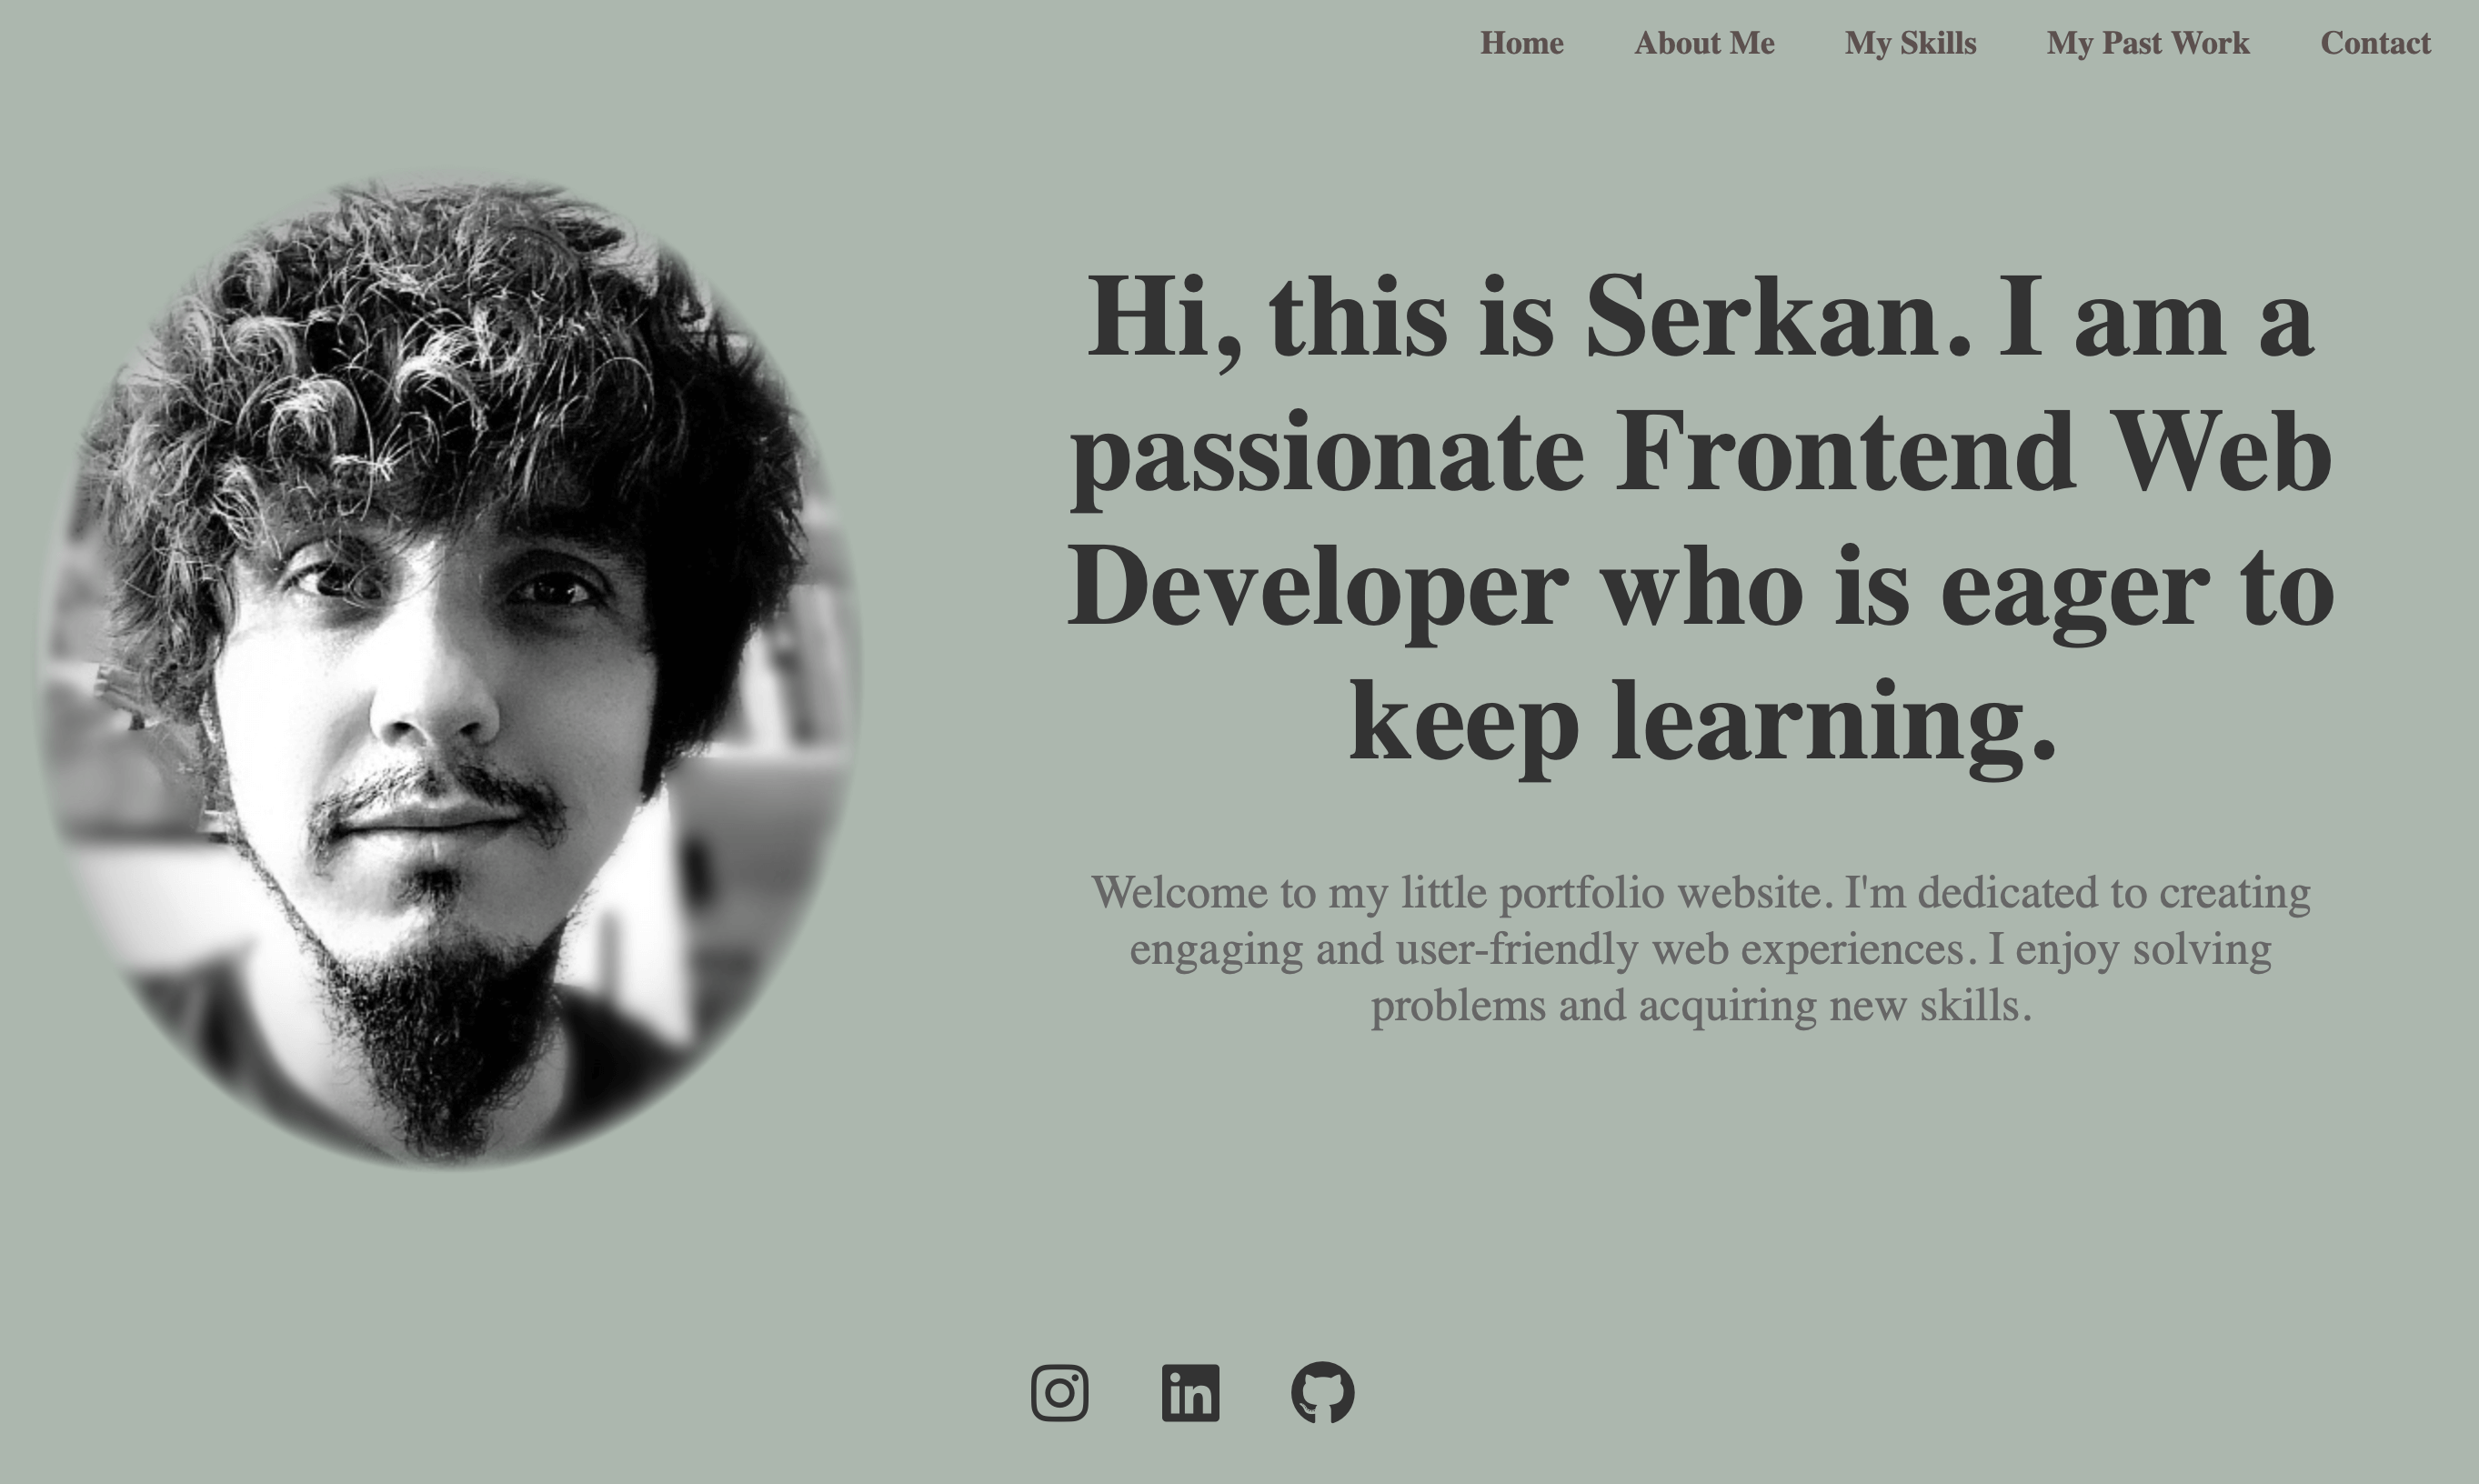 Home About Me My Skills My Past Work Contact
Hi, this is Serkan. I am a
passionate Frontend Web
Developer who is eager to
keep learning.
Welcome to my little portfolio website. I'm dedicated to creating
engaging and user-friendly web experiences. I enjoy solving
problems and acquiring new skills.
in